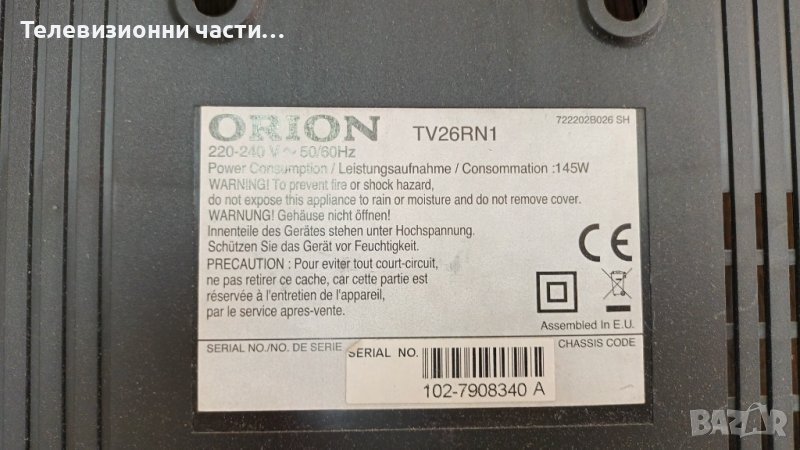 Телевизионни части...
ORION TV26RN1 722202B026 SH
220-240 V ~ 50/60Hz
Power Consumption / Leistungsaufnahme / Consommation :145W
WARNING! To prevent fire or shock hazard,
do not expose this appliance to rain or moisture and do not remove cover.
WARNUNG! Gehäuse nicht öffnen!
Innenteile des Gerätes stehen unter Hochspannung.
Schützen Sie das Gerät vor Feuchtigkeit.
PRECAUTION : Pour eviter tout court-circuit,
ne pas retirer ce cache, car cette partie est
réservée à l'entretien de l'appareil,
par le service apres-vente.
CE
Assembled In E.U.
SERIAL NO./NO. DE SERIE SERIAL NO. CHASSIS CODE
102-7908340 A
BAZAR